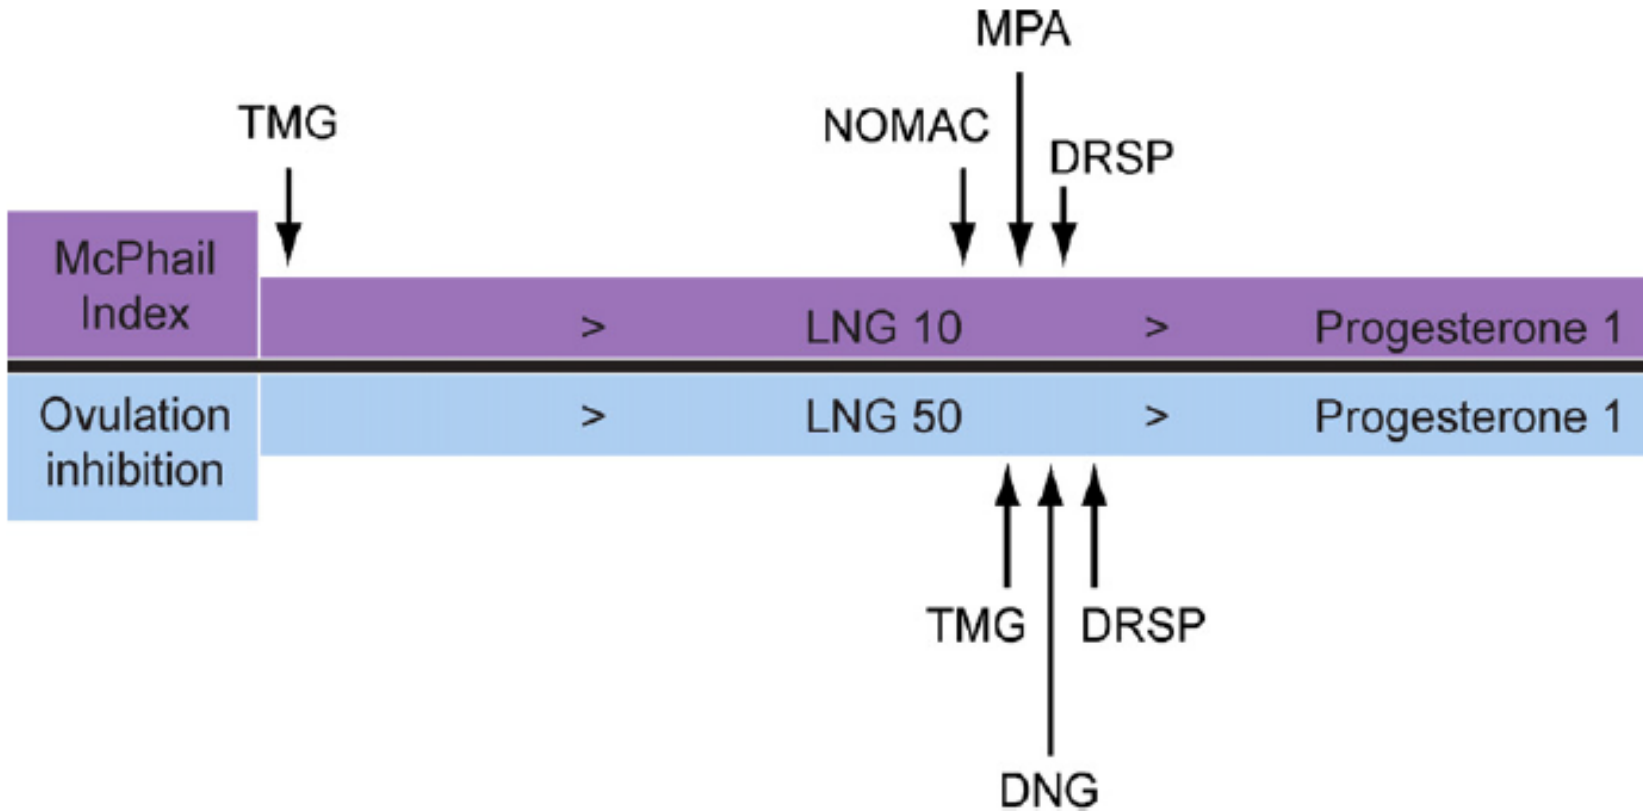 MPA
TMG
NOMAC
DRSP
McPhail
Index
> LNG 10 > Progesterone 1
Ovulation
inhibition
> LNG 50 > Progesterone 1
TMG
DRSP
DNG